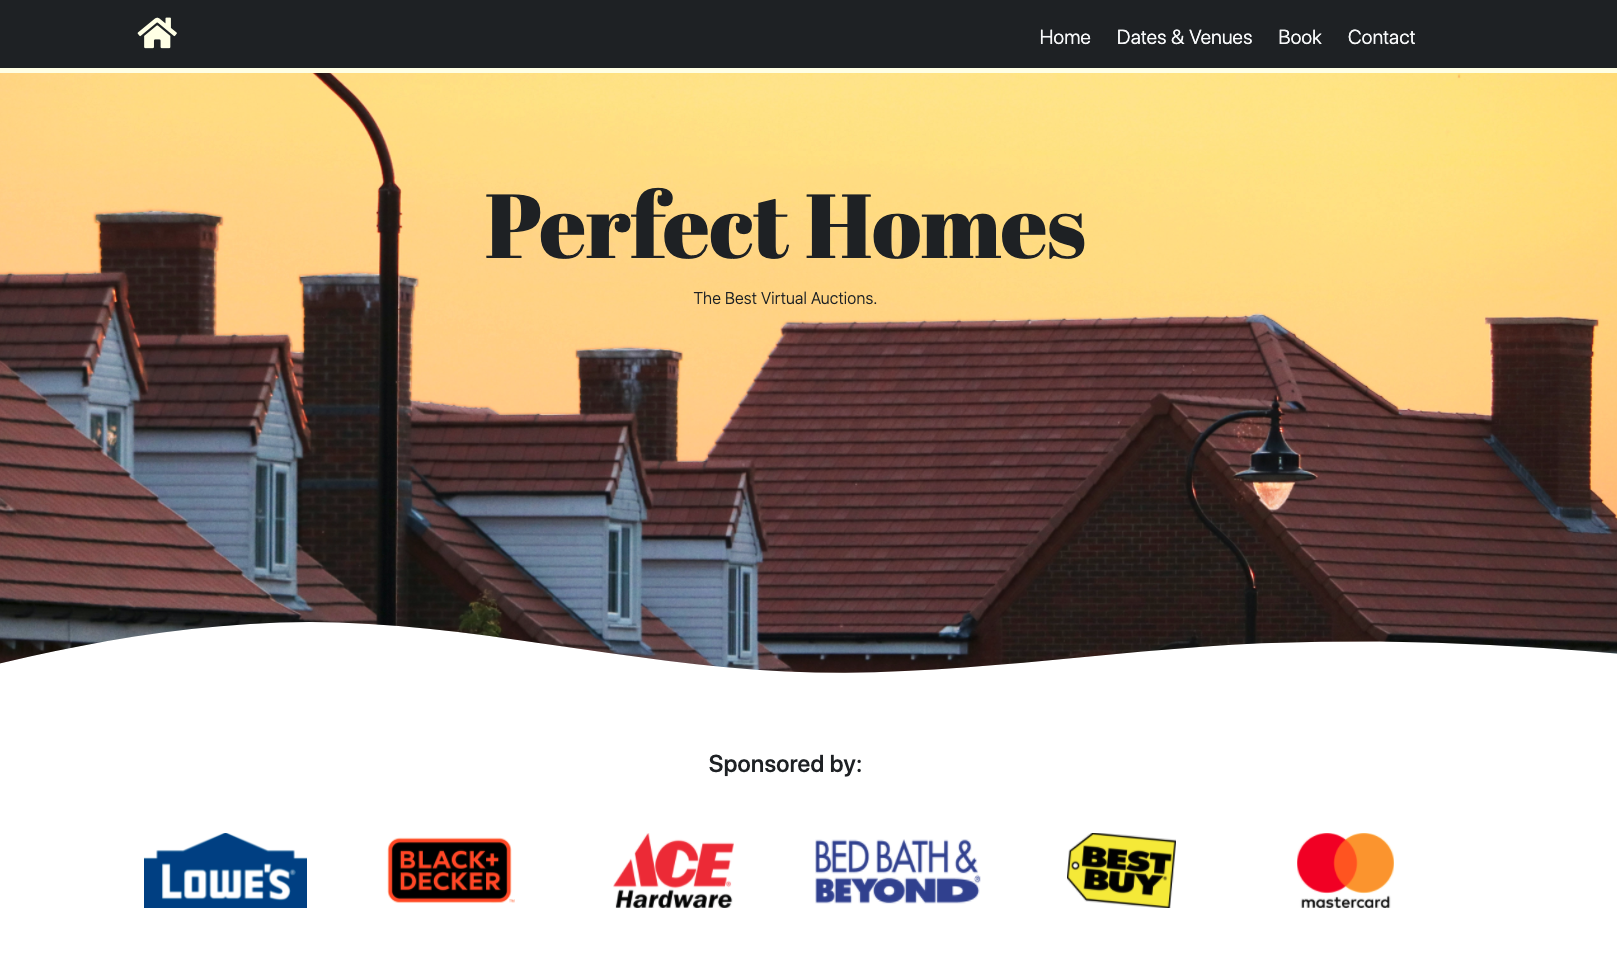 Home Dates & Venues Book Contact
Perfect Homes
The Best Virtual Auctions.
Sponsored by:
LOWE'S
BLACK+
DECKER
ACE
Hardware
BED BATH &
BEYOND
BEST
BUY
mastercard